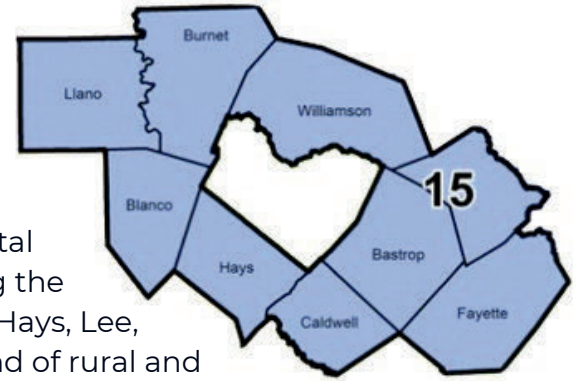 Burnet
Llano
Williamson
15
Blanco
Bastrop
Hays
Fayette
Caldwell
tal
g the
Hays, Lee,
nd of rural and